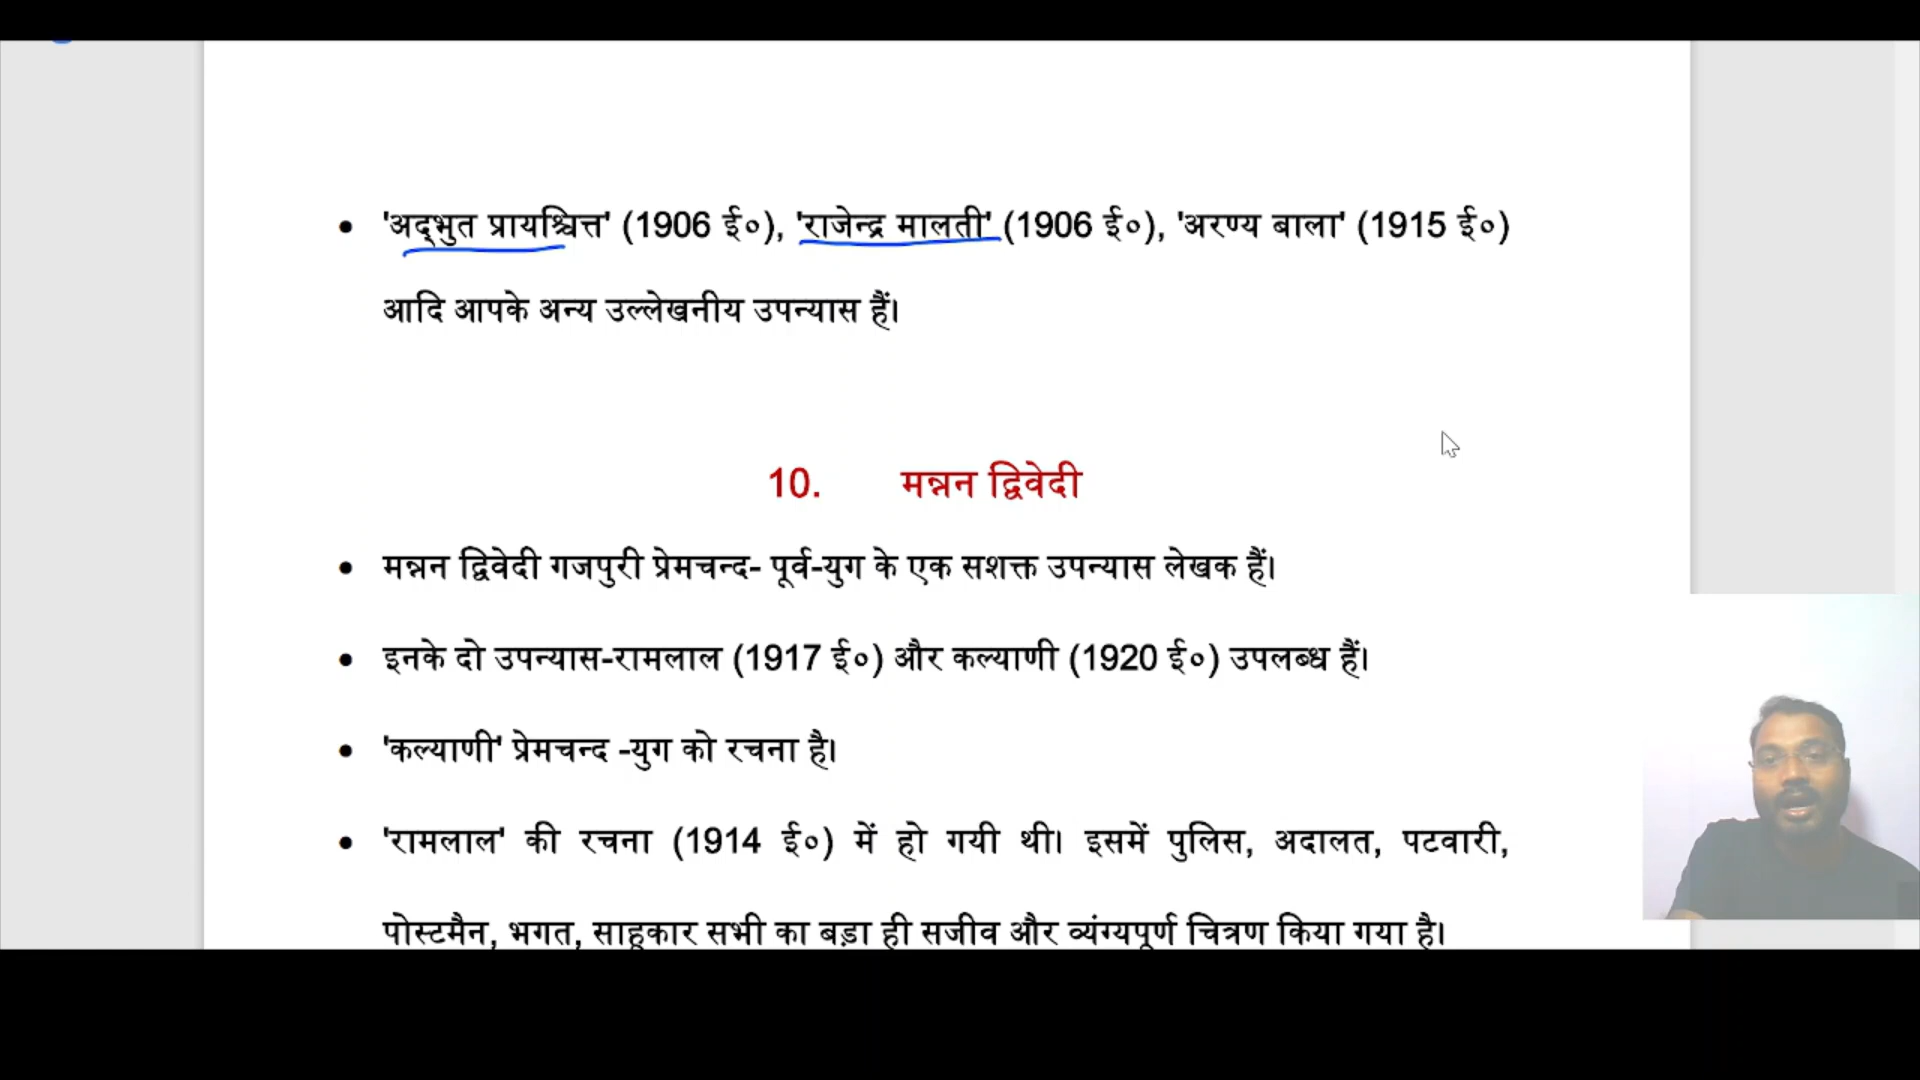 • 'अद्भुत प्रायश्चित्त' (1906 ई०), 'राजेन्द्र मालती' (1906 ई०), 'अरण्य बाला' (1915 ई०)
आदि आपके अन्य उल्लेखनीय उपन्यास हैं।
10. मन्नन द्विवेदी
• मन्नन द्विवेदी गजपुरी प्रेमचन्द- पूर्व-युग के एक सशक्त उपन्यास लेखक हैं।
• इनके दो उपन्यास-रामलाल (1917 ई०) और कल्याणी (1920 ई०) उपलब्ध हैं।
• 'कल्याणी' प्रेमचन्द -युग को रचना है।
• 'रामलाल' की रचना (1914 ई०) में हो गयी थी। इसमें पुलिस, अदालत, पटवारी,
पोस्टमैन, भगत, साहूकार सभी का बड़ा ही सजीव और व्यंग्यपूर्ण चित्रण किया गया है।